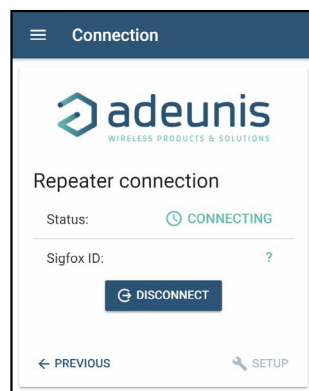 Connection
adeunis
WIRELESS PRODUCTS & SOLUTIONS
Repeater connection
Status: CONNECTING
Sigfox ID: ?
DISCONNECT
PREVIOUS SETUP